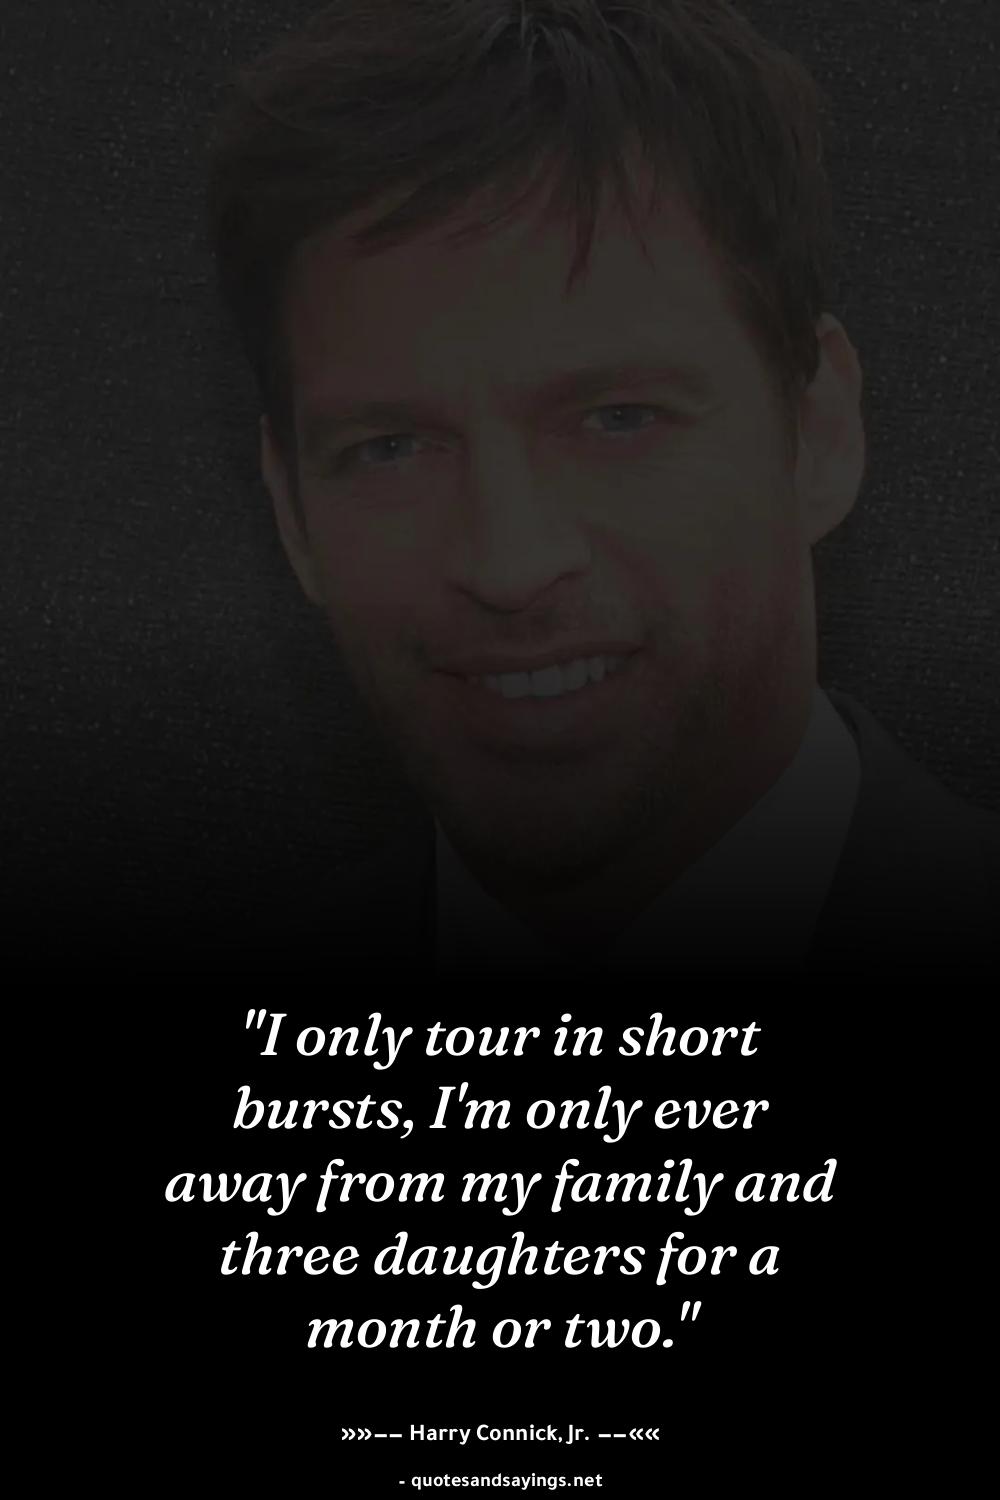 "I only tour in short
bursts, I'm only ever
away from my family and
three daughters for a
month or two."
»»−− Harry Connick, Jr. −−««
- quotesandsayings.net